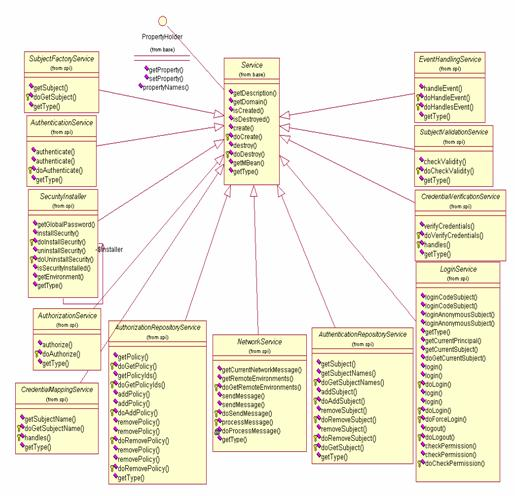 PropertyHolder
(from base)
getProperty()
setProperty()
propertyNames()
Service
(from base)
getDescription()
getDomain()
isCreated()
isDestroyed()
create()
doCreate()
destroy()
doDestroy()
getMBean()
getType()
SubjectFactoryService
(from spi)
getSubject()
doGetSubject()
getType()
AuthenticationService
(from spi)
authenticate()
authenticate()
doAuthenticate()
getType()
SecurityInstaller
(from spi)
getGlobalPassword()
installSecurity()
doInstallSecurity()
uninstallSecurity()
doUninstallSecurity()
isSecurityInstalled()
getEnvironment()
getType()
AuthorizationService
(from spi)
authorize()
doAuthorize()
getType()
CredentialMappingService
(from spi)
getSubjectName()
doGetSubjectName()
handles()
getType()
AuthorizationRepositoryService
(from spi)
getPolicy()
doGetPolicy()
getPolicyIds()
doGetPolicyIds()
addPolicy()
addPolicy()
doAddPolicy()
removePolicy()
removePolicy()
doRemovePolicy()
removePolicy()
removePolicy()
doRemovePolicy()
getType()
NetworkService
(from spi)
getCurrentNetworkMessage()
getRemoteEnvironments()
doGetRemoteEnvironments()
sendMessage()
sendMessage()
doSendMessage()
processMessage()
doProcessMessage()
getType()
AuthenticationRepositoryService
(from spi)
getSubject()
getSubjectNames()
doGetSubjectNames()
addSubject()
doAddSubject()
removeSubject()
doRemoveSubject()
removeSubject()
doRemoveSubject()
doGetSubject()
getType()
EventHandlingService
(from spi)
handleEvent()
doHandleEvent()
doHandlesEvent()
getType()
SubjectValidationService
(from spi)
checkValidity()
doCheckValidity()
getType()
CredentialVerificationService
(from spi)
verifyCredentials()
doVerifyCredentials()
handles()
getType()
LoginService
(from spi)
loginCodeSubject()
loginCodeSubject()
loginAnonymousSubject()
loginAnonymousSubject()
getType()
getCurrentPrincipal()
getCurrentSubject()
doGetCurrentSubject()
login()
login()
doLogin()
login()
login()
doLogin()
doForceLogin()
logout()
doLogout()
checkPermission()
checkPermission()
doCheckPermission()